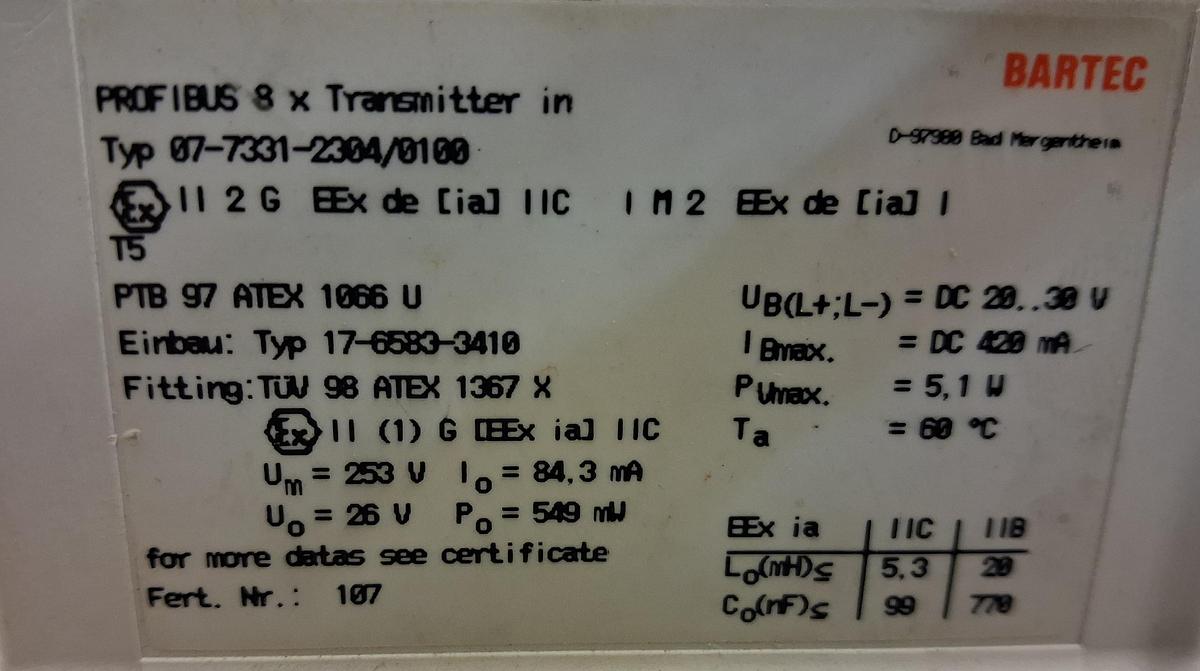 BARTEC
PROFIBUS 8 x Transmitter in
D-97980 Bad Mergentheim
Typ 07-7331-2304/0100
Ex II 2 G EEx de [ia] IIC I M 2 EEx de [ia] I
T5
PTB 97 ATEX 1066 U
Einbau: Typ 17-6583-3410
Fitting: TÜV 98 ATEX 1367 X
Ex II (1) G [EEx ia] IIC
Um = 253 V Io = 84,3 mA
Uo = 26 V Po = 549 mW
for more datas see certificate
Fert. Nr.: 107
UB(L+;L-) = DC 20..30 V
I Bmax. = DC 420 mA
P Vmax. = 5,1 W
Ta = 60 °C
EEx ia | IIC | IIB
Lo(mH)≤ 5,3 20
Co(nF)≤ 99 770